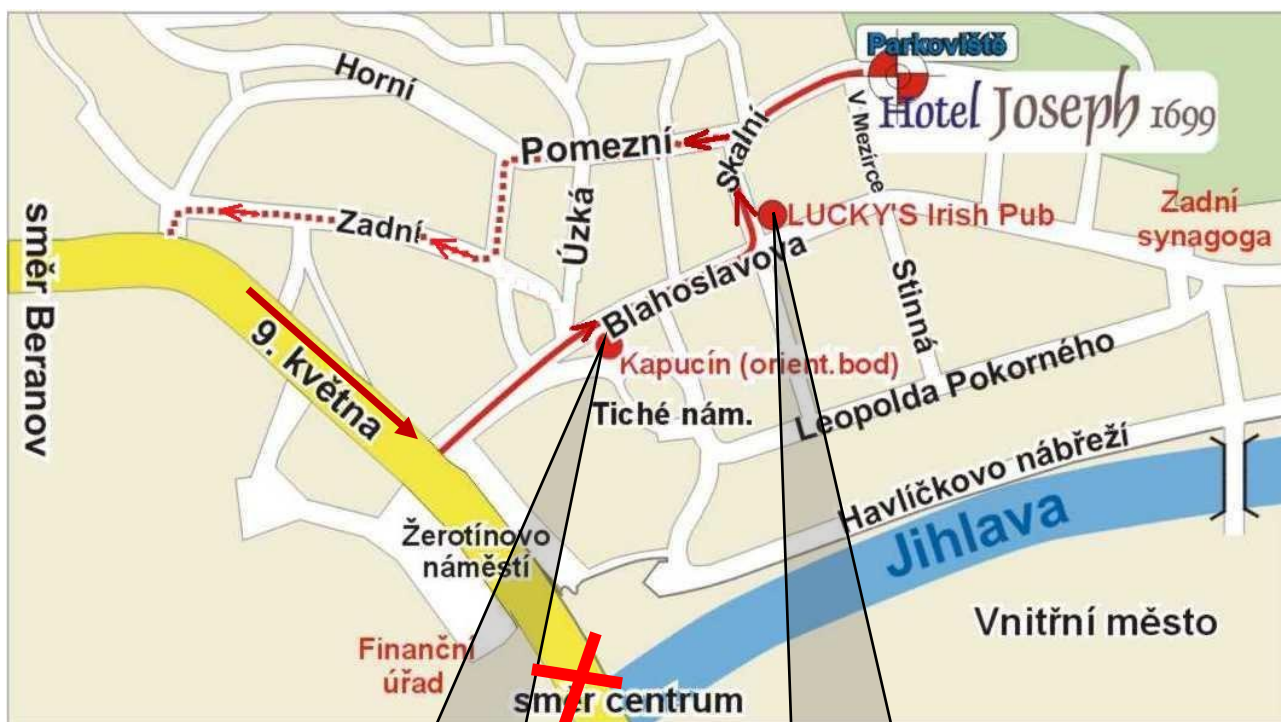 Parkoviště
Hotel Joseph 1699
Horní
Pomezní
Skalní
V Mezírce
LUCKY'S Irish Pub
Zadní
synagoga
Zadní
Úzká
Blahoslavova
Stinná
směr Beranov
9. května
Kapucín (orient.bod)
Tiché nám.
Leopolda Pokorného
Havlíčkovo nábřeží
Jihlava
Žerotínovo
náměstí
Vnitřní město
Finanční
úřad
směr centrum